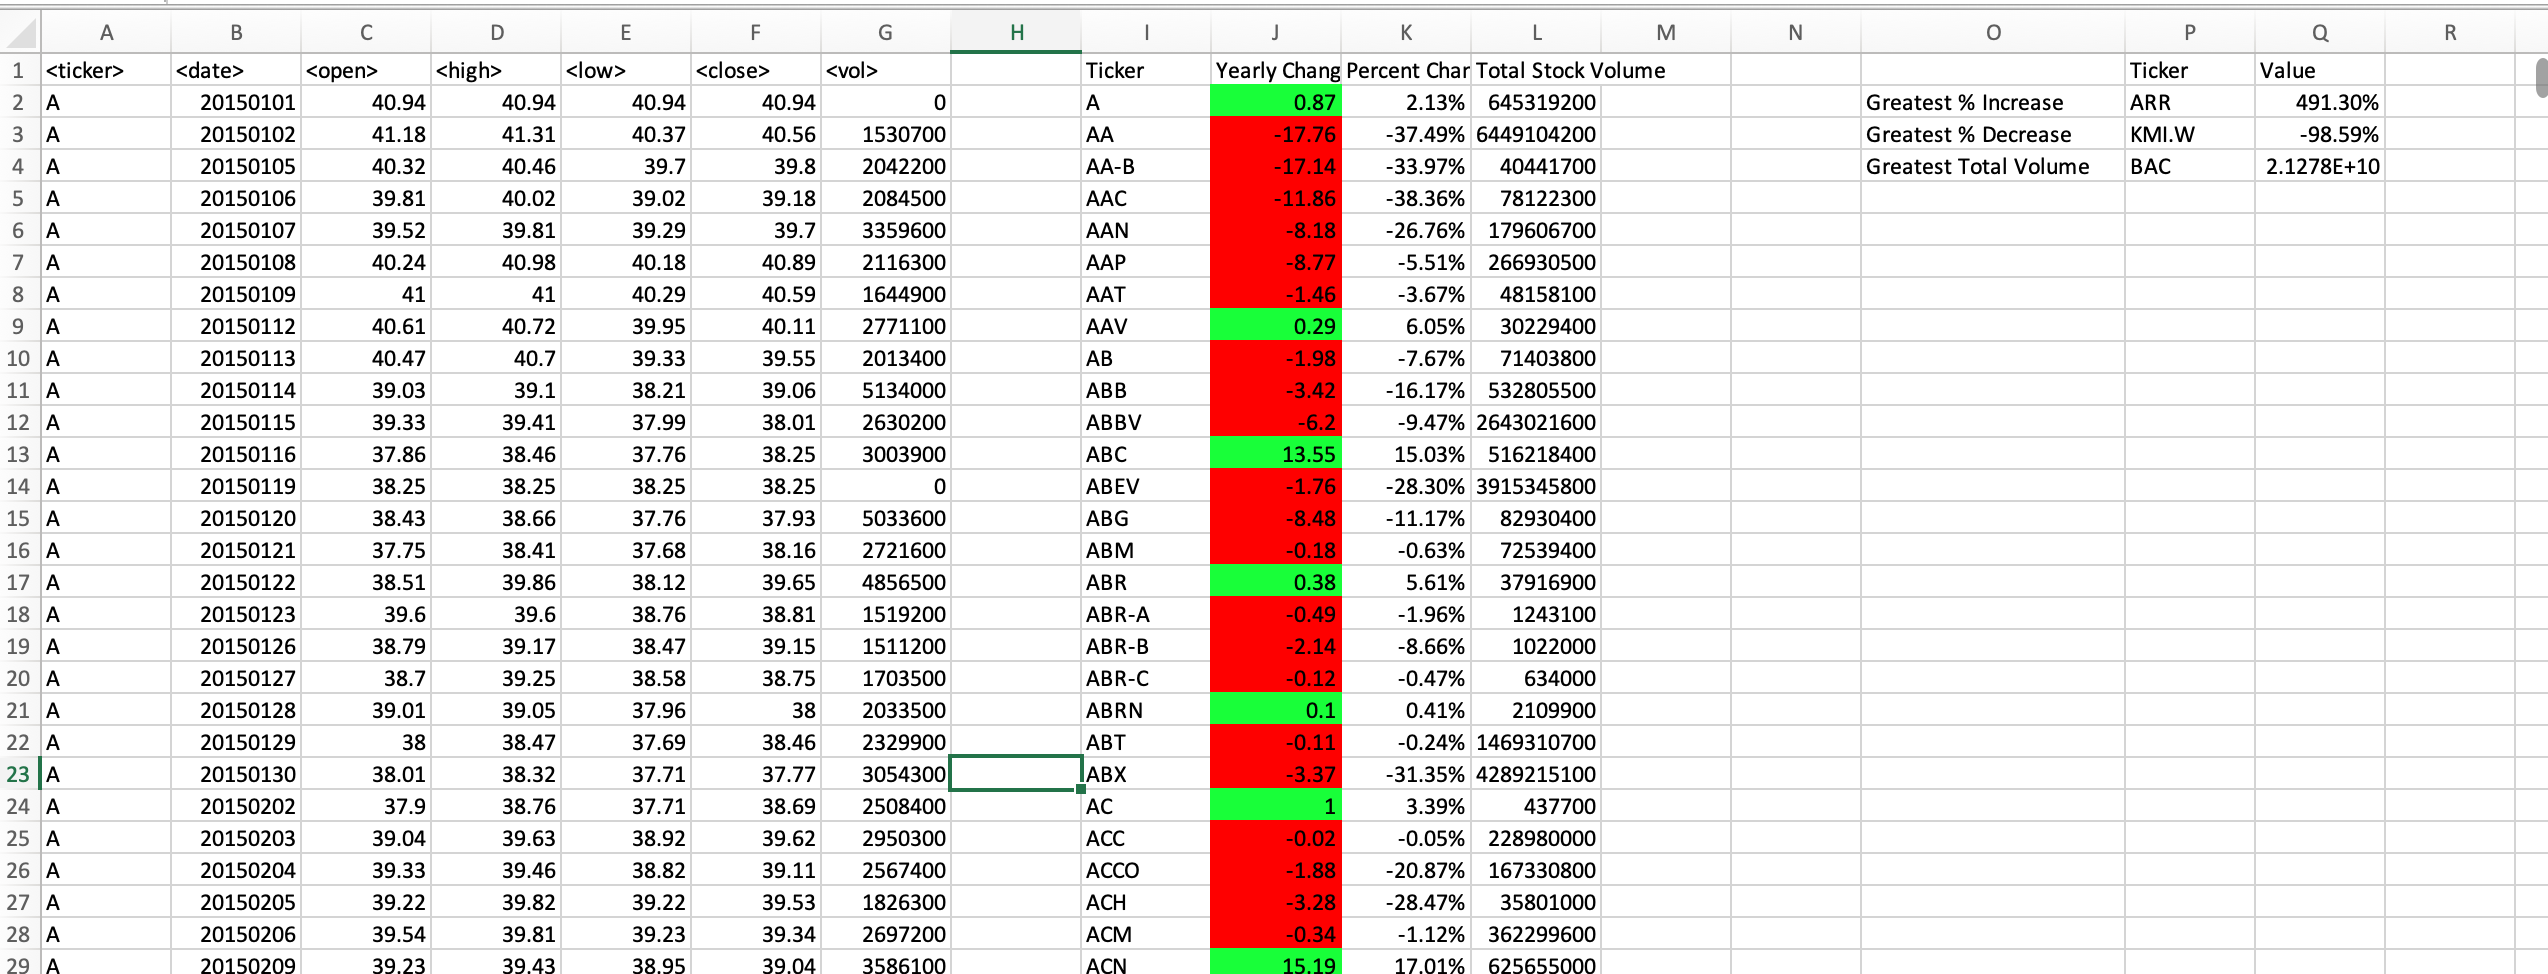 A B C D E F G H I J K L M N O P Q R
1 <ticker> <date> <open> <high> <low> <close> <vol> Ticker Yearly Chang Percent Char Total Stock Volume Ticker Value
2 A 20150101 40.94 40.94 40.94 40.94 0 A 0.87 2.13% 645319200 Greatest % Increase ARR 491.30%
3 A 20150102 41.18 41.31 40.37 40.56 1530700 AA -17.76 -37.49% 6449104200 Greatest % Decrease KMI.W -98.59%
4 A 20150105 40.32 40.46 39.7 39.8 2042200 AA-B -17.14 -33.97% 40441700 Greatest Total Volume BAC 2.1278E+10
5 A 20150106 39.81 40.02 39.02 39.18 2084500 AAC -11.86 -38.36% 78122300
6 A 20150107 39.52 39.81 39.29 39.7 3359600 AAN -8.18 -26.76% 179606700
7 A 20150108 40.24 40.98 40.18 40.89 2116300 AAP -8.77 -5.51% 266930500
8 A 20150109 41 41 40.29 40.59 1644900 AAT -1.46 -3.67% 48158100
9 A 20150112 40.61 40.72 39.95 40.11 2771100 AAV 0.29 6.05% 30229400
10 A 20150113 40.47 40.7 39.33 39.55 2013400 AB -1.98 -7.67% 71403800
11 A 20150114 39.03 39.1 38.21 39.06 5134000 ABB -3.42 -16.17% 532805500
12 A 20150115 39.33 39.41 37.99 38.01 2630200 ABBV -6.2 -9.47% 2643021600
13 A 20150116 37.86 38.46 37.76 38.25 3003900 ABC 13.55 15.03% 516218400
14 A 20150119 38.25 38.25 38.25 38.25 0 ABEV -1.76 -28.30% 3915345800
15 A 20150120 38.43 38.66 37.76 37.93 5033600 ABG -8.48 -11.17% 82930400
16 A 20150121 37.75 38.41 37.68 38.16 2721600 ABM -0.18 -0.63% 72539400
17 A 20150122 38.51 39.86 38.12 39.65 4856500 ABR 0.38 5.61% 37916900
18 A 20150123 39.6 39.6 38.76 38.81 1519200 ABR-A -0.49 -1.96% 1243100
19 A 20150126 38.79 39.17 38.47 39.15 1511200 ABR-B -2.14 -8.66% 1022000
20 A 20150127 38.7 39.25 38.58 38.75 1703500 ABR-C -0.12 -0.47% 634000
21 A 20150128 39.01 39.05 37.96 38 2033500 ABRN 0.1 0.41% 2109900
22 A 20150129 38 38.47 37.69 38.46 2329900 ABT -0.11 -0.24% 1469310700
23 A 20150130 38.01 38.32 37.71 37.77 3054300 ABX -3.37 -31.35% 4289215100
24 A 20150202 37.9 38.76 37.71 38.69 2508400 AC 1 3.39% 437700
25 A 20150203 39.04 39.63 38.92 39.62 2950300 ACC -0.02 -0.05% 228980000
26 A 20150204 39.33 39.46 38.82 39.11 2567400 ACCO -1.88 -20.87% 167330800
27 A 20150205 39.22 39.82 39.22 39.53 1826300 ACH -3.28 -28.47% 35801000
28 A 20150206 39.54 39.81 39.23 39.34 2697200 ACM -0.34 -1.12% 362299600
29 A 20150209 39.23 39.43 38.95 39.04 3586100 ACN 15.19 17.01% 625655000